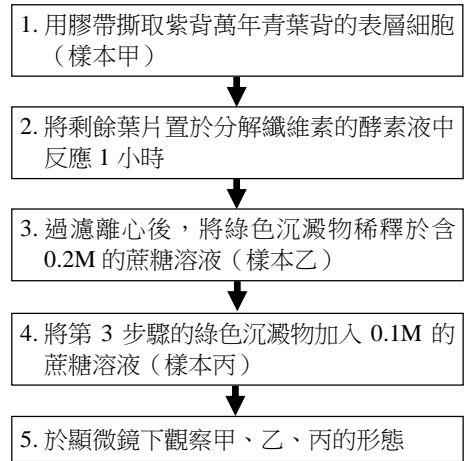 1. 用膠帶撕取紫背萬年青葉背的表層細胞
（樣本甲）
2. 將剩餘葉片置於分解纖維素的酵素液中
反應 1 小時
3. 過濾離心後，將綠色沉澱物稀釋於含
0.2M 的蔗糖溶液（樣本乙）
4. 將第 3 步驟的綠色沉澱物加入 0.1M 的
蔗糖溶液（樣本丙）
5. 於顯微鏡下觀察甲、乙、丙的形態